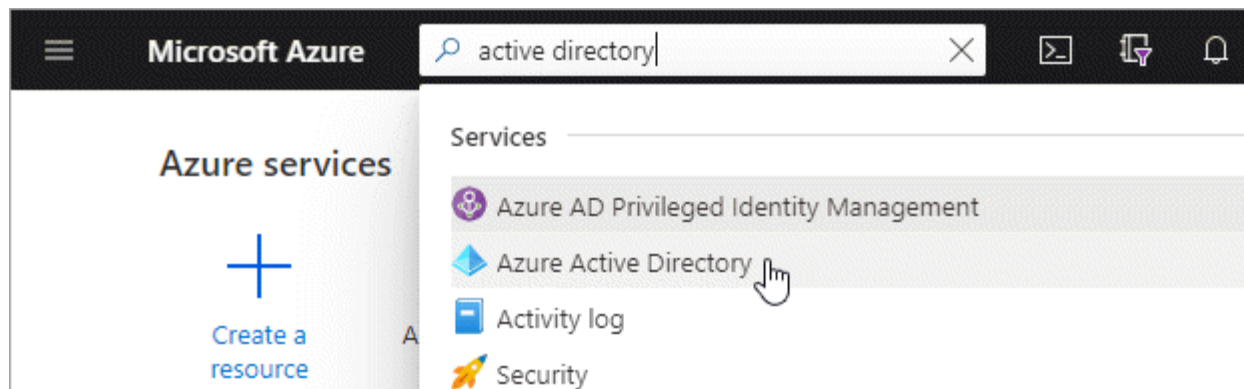 Microsoft Azure
active directory
Azure services
Services
Azure AD Privileged Identity Management
Azure Active Directory
Activity log
Security
Create a
resource
A